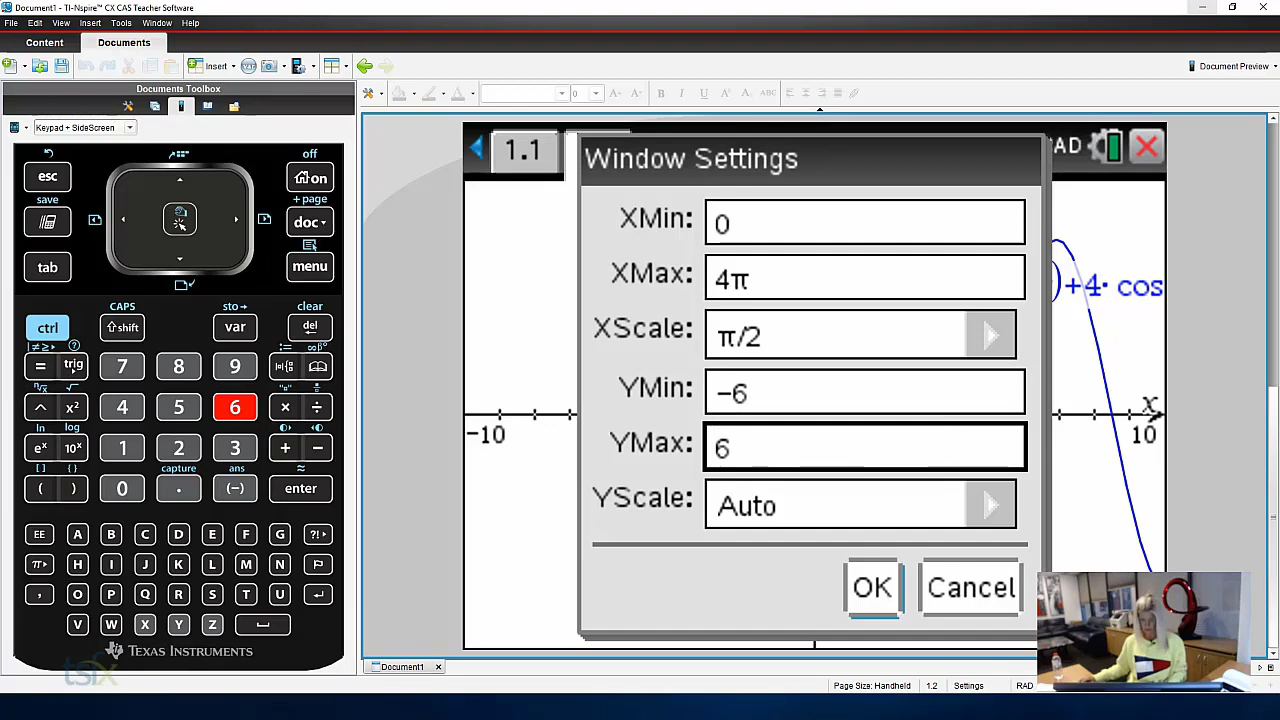 Document1 - TI-Nspire™ CX CAS Teacher Software
File Edit View Insert Tools Window Help
Content Documents
Insert Document Preview
Documents Toolbox
Keypad + SideScreen
off
esc on
save + page
doc
tab menu
CAPS sto→ clear
ctrl shift var del
= trig 7 8 9
^ x² 4 5 6 × ÷
ln log
eˣ 10ˣ 1 2 3 + −
[ ] { } capture ans ≈
( ) 0 . (−) enter
EE A B C D E F G ?!
π H I J K L M N
, O P Q R S T U
V W X Y Z
TEXAS INSTRUMENTS
tsfx
1.1
Window Settings
XMin: 0
XMax: 4π
XScale: π/2
YMin: −6
YMax: 6
YScale: Auto
OK Cancel
AD
)+4· cos
x
−10 10
Document1
Page Size: Handheld 1.2 Settings RAD